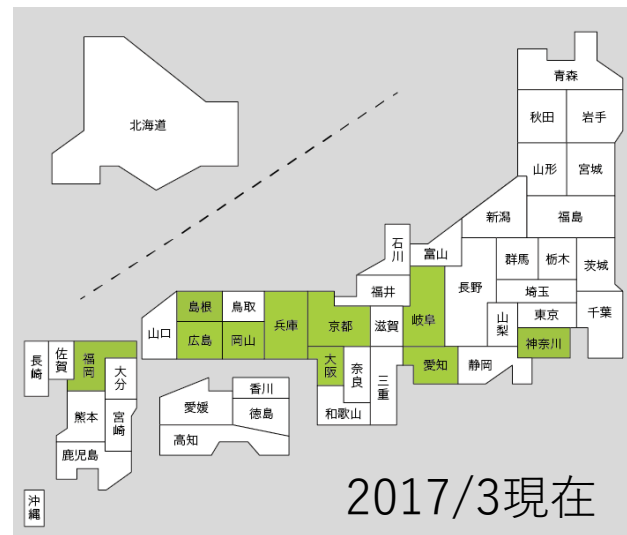 北海道
青森
秋田
岩手
山形
宮城
新潟
福島
石川
富山
群馬
栃木
茨城
福井
長野
埼玉
島根
鳥取
兵庫
京都
滋賀
岐阜
山梨
東京
千葉
山口
広島
岡山
神奈川
長崎
佐賀
福岡
大分
大阪
奈良
三重
愛知
静岡
愛媛
香川
徳島
和歌山
熊本
宮崎
高知
鹿児島
沖縄
2017/3現在